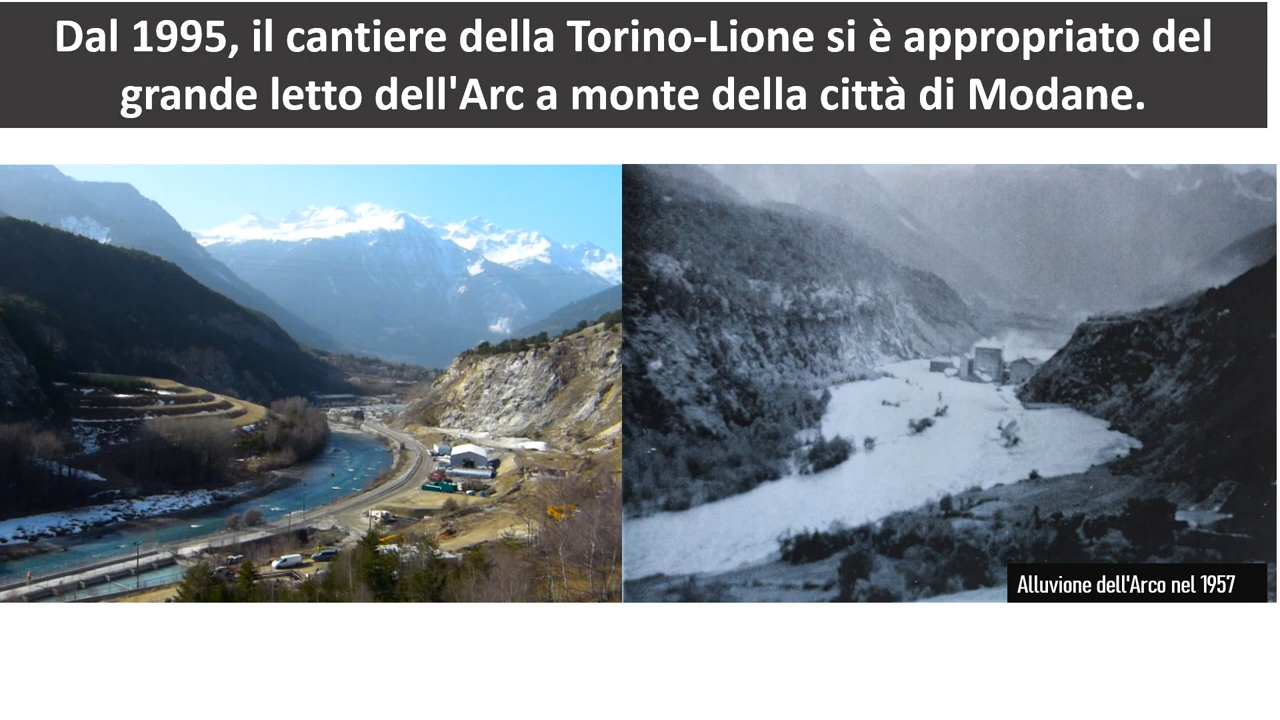 Dal 1995, il cantiere della Torino-Lione si è appropriato del
grande letto dell'Arc a monte della città di Modane.
Alluvione dell'Arco nel 1957